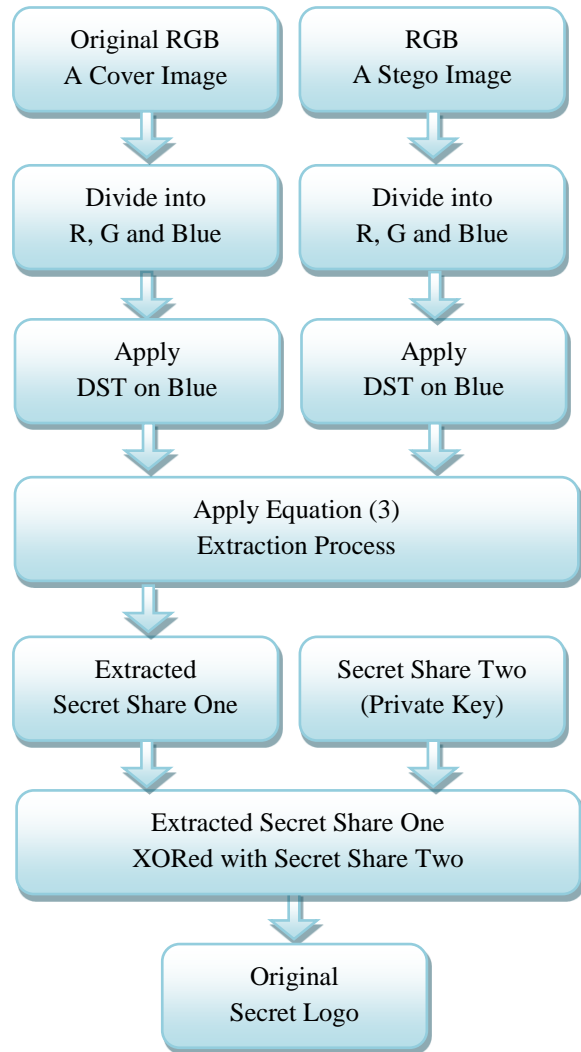 Original RGB
A Cover Image
RGB
A Stego Image
Divide into
R, G and Blue
Divide into
R, G and Blue
Apply
DST on Blue
Apply
DST on Blue
Apply Equation (3)
Extraction Process
Extracted
Secret Share One
Secret Share Two
(Private Key)
Extracted Secret Share One
XORed with Secret Share Two
Original
Secret Logo